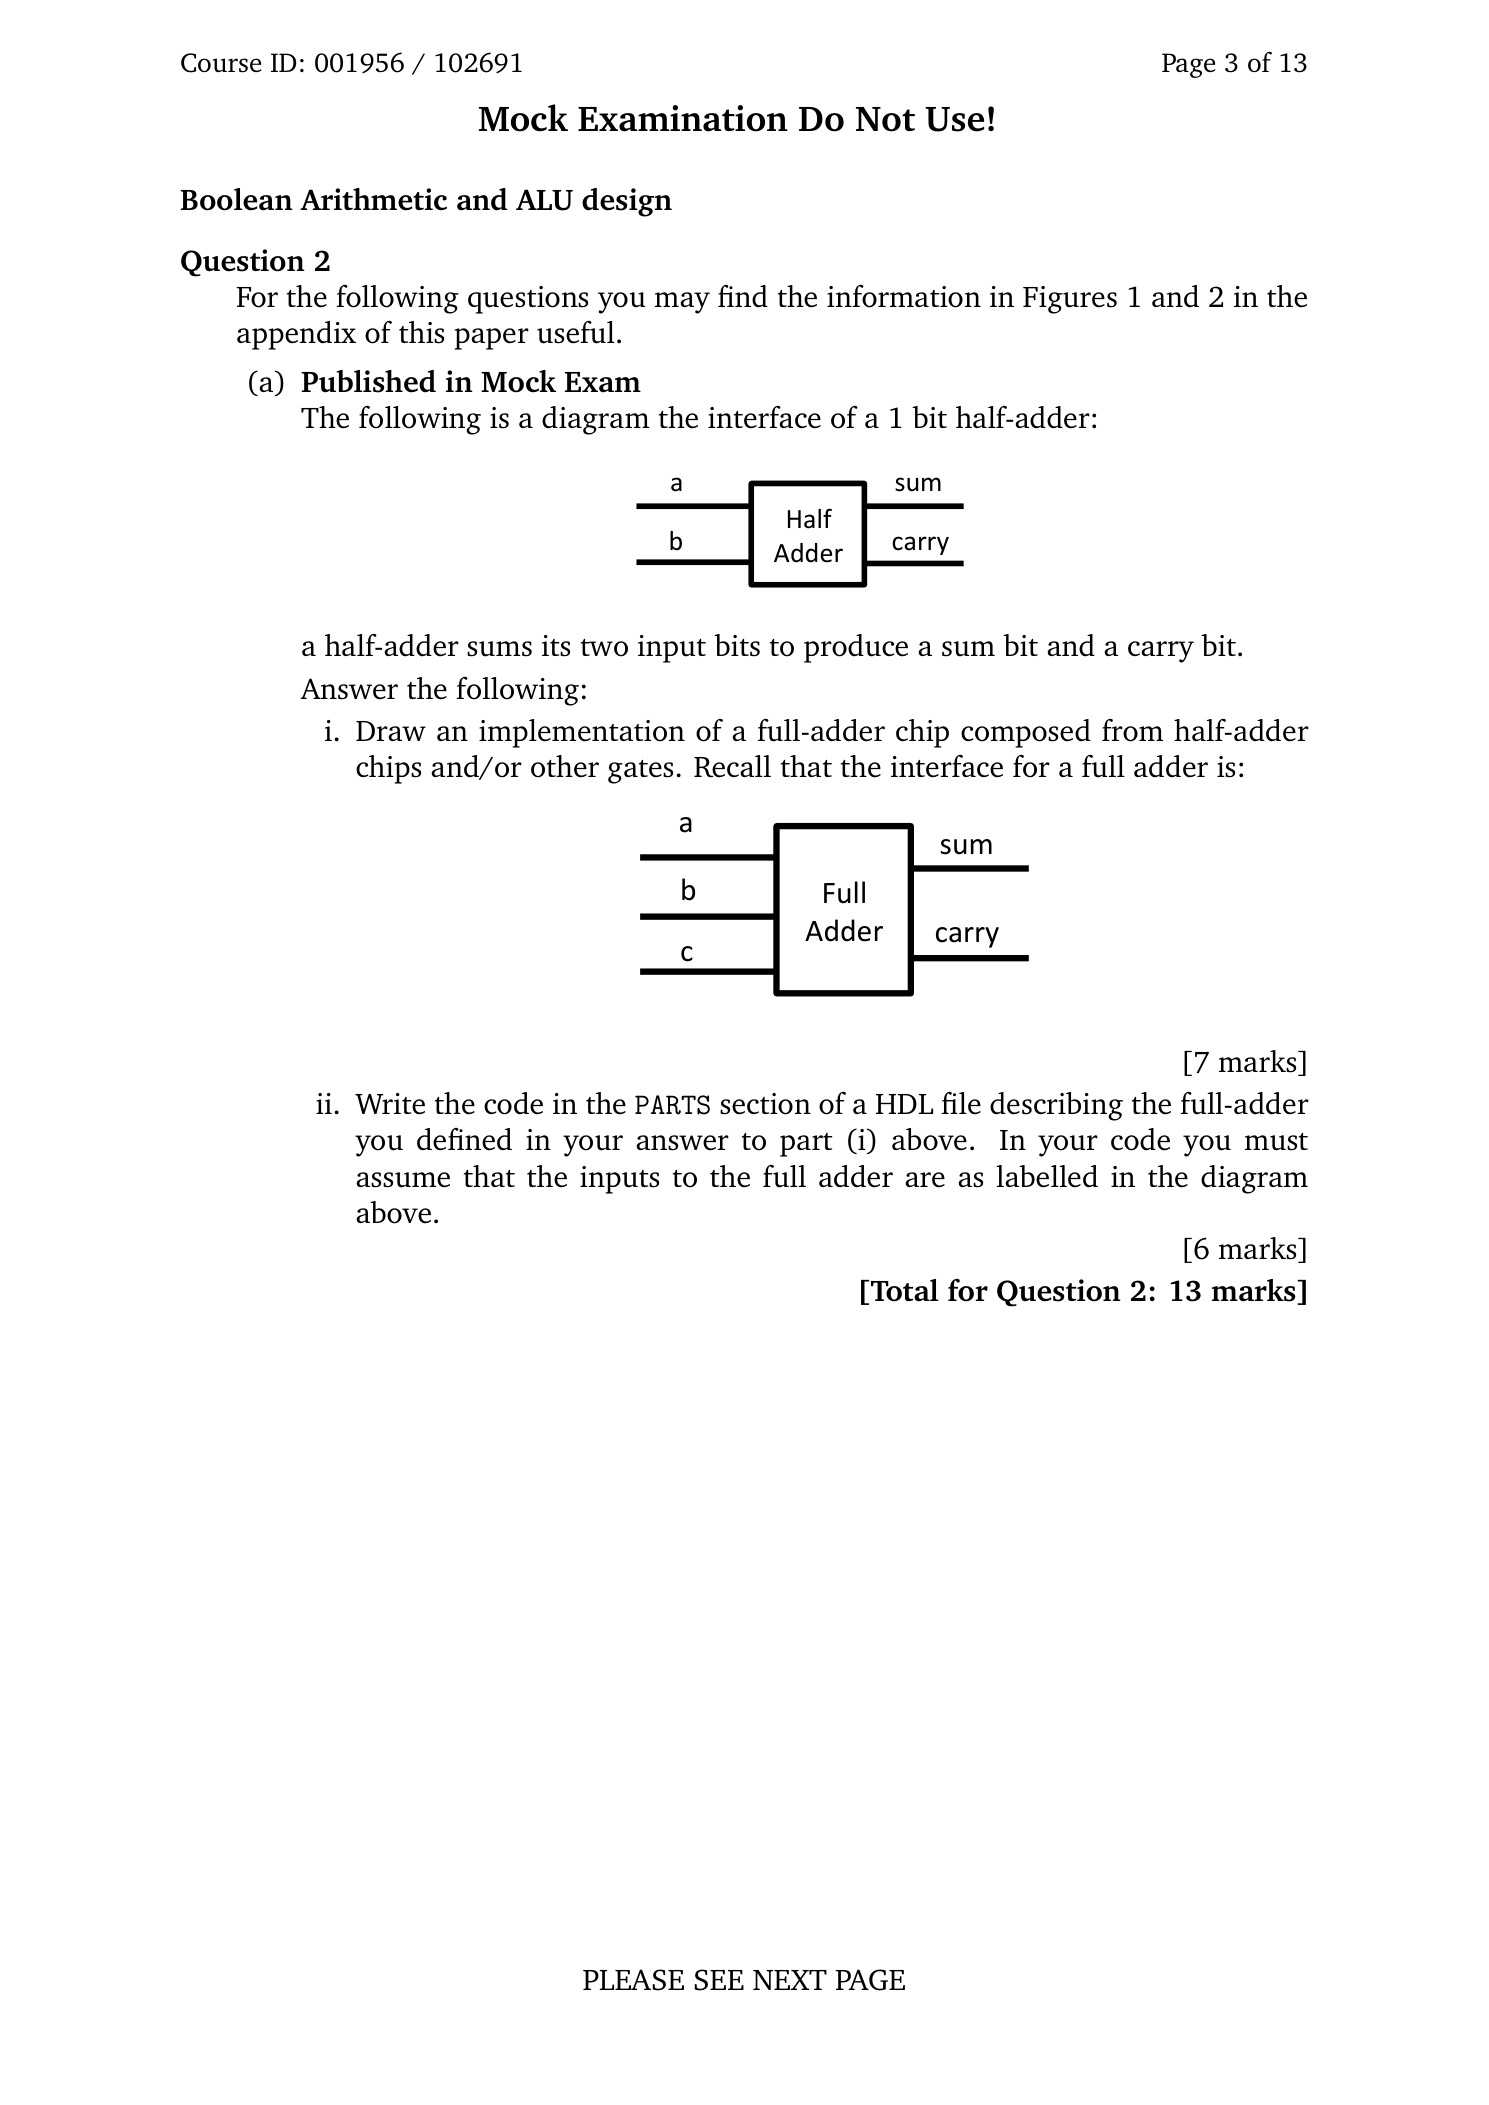 Course ID: 001956 / 102691
Page 3 of 13
Mock Examination Do Not Use!
Boolean Arithmetic and ALU design
Question 2
For the following questions you may find the information in Figures 1 and 2 in the
appendix of this paper useful.
(a) Published in Mock Exam
The following is a diagram the interface of a 1 bit half-adder:
a
sum
Half
b
carry
Adder
a half-adder sums its two input bits to produce a sum bit and a carry bit.
Answer the following:
i. Draw an implementation of a full-adder chip composed from half-adder
chips and/or other gates. Recall that the interface for a full adder is:
a
sum
b
Full
Adder
carry
c
[7 marks]
ii. Write the code in the PARTS section of a HDL file describing the full-adder
you defined in your answer to part (i) above. In your code you must
assume that the inputs to the full adder are as labelled in the diagram
above.
[6 marks]
[Total for Question 2: 13 marks]
PLEASE SEE NEXT PAGE